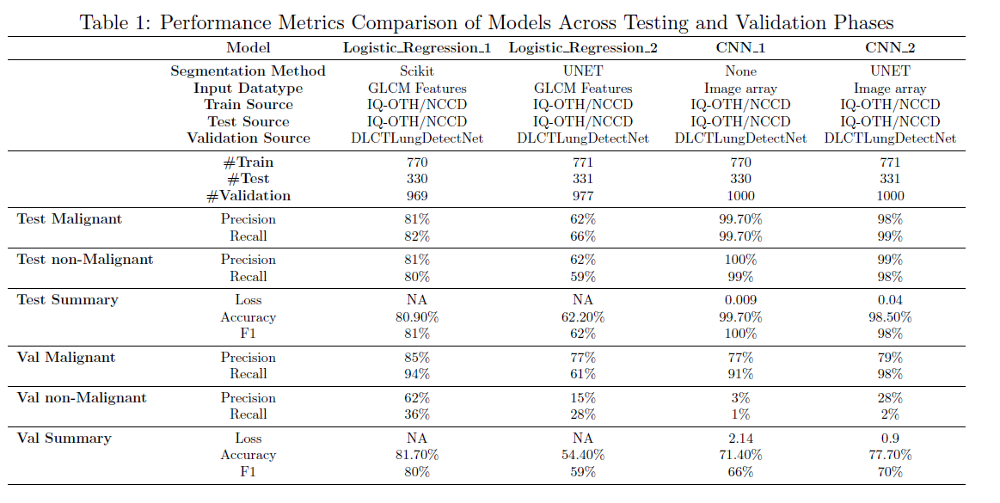 Table 1: Performance Metrics Comparison of Models Across Testing and Validation Phases
Model Logistic_Regression_1 Logistic_Regression_2 CNN_1 CNN_2
Segmentation Method Scikit UNET None UNET
Input Datatype GLCM Features GLCM Features Image array Image array
Train Source IQ-OTH/NCCD IQ-OTH/NCCD IQ-OTH/NCCD IQ-OTH/NCCD
Test Source IQ-OTH/NCCD IQ-OTH/NCCD IQ-OTH/NCCD IQ-OTH/NCCD
Validation Source DLCTLungDetectNet DLCTLungDetectNet DLCTLungDetectNet DLCTLungDetectNet
#Train 770 771 770 771
#Test 330 331 330 331
#Validation 969 977 1000 1000
Test Malignant Precision 81% 62% 99.70% 98%
Recall 82% 66% 99.70% 99%
Test non-Malignant Precision 81% 62% 100% 99%
Recall 80% 59% 99% 98%
Test Summary Loss NA NA 0.009 0.04
Accuracy 80.90% 62.20% 99.70% 98.50%
F1 81% 62% 100% 98%
Val Malignant Precision 85% 77% 77% 79%
Recall 94% 61% 91% 98%
Val non-Malignant Precision 62% 15% 3% 28%
Recall 36% 28% 1% 2%
Val Summary Loss NA NA 2.14 0.9
Accuracy 81.70% 54.40% 71.40% 77.70%
F1 80% 59% 66% 70%